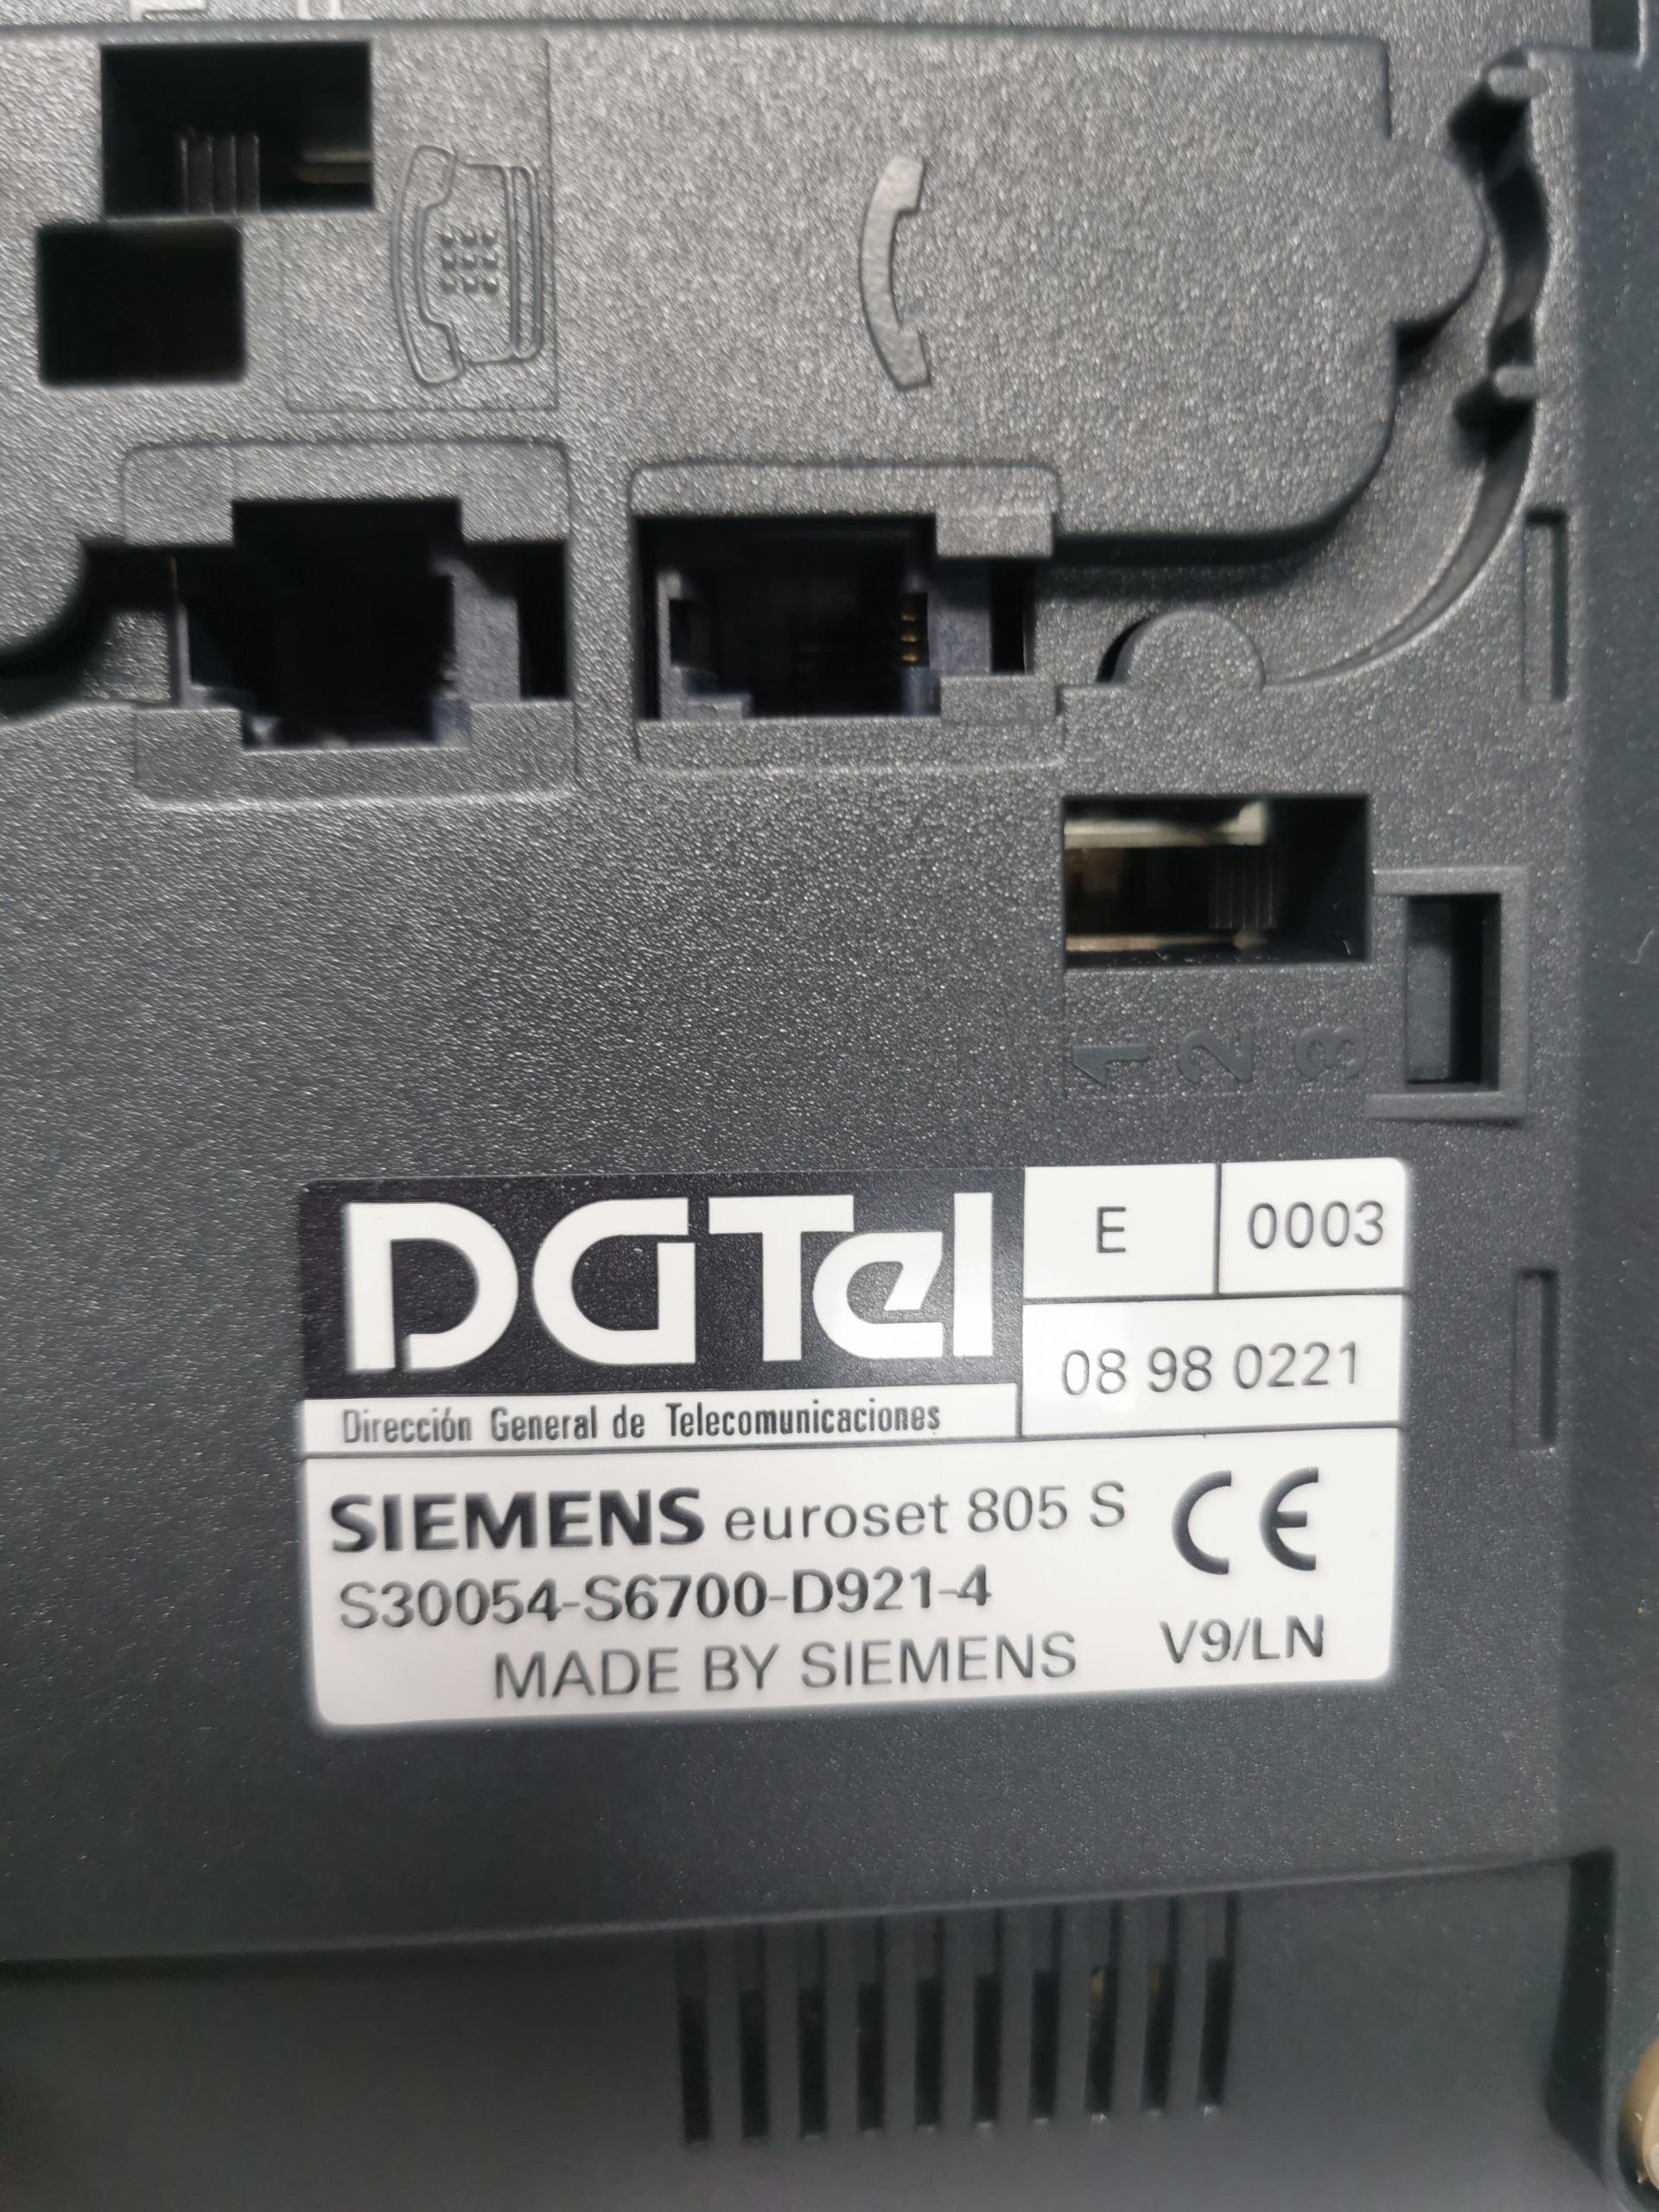 1 2 3
DGTel
E 0003
08 98 0221
Dirección General de Telecomunicaciones
SIEMENS euroset 805 S CE
S30054-S6700-D921-4
MADE BY SIEMENS V9/LN